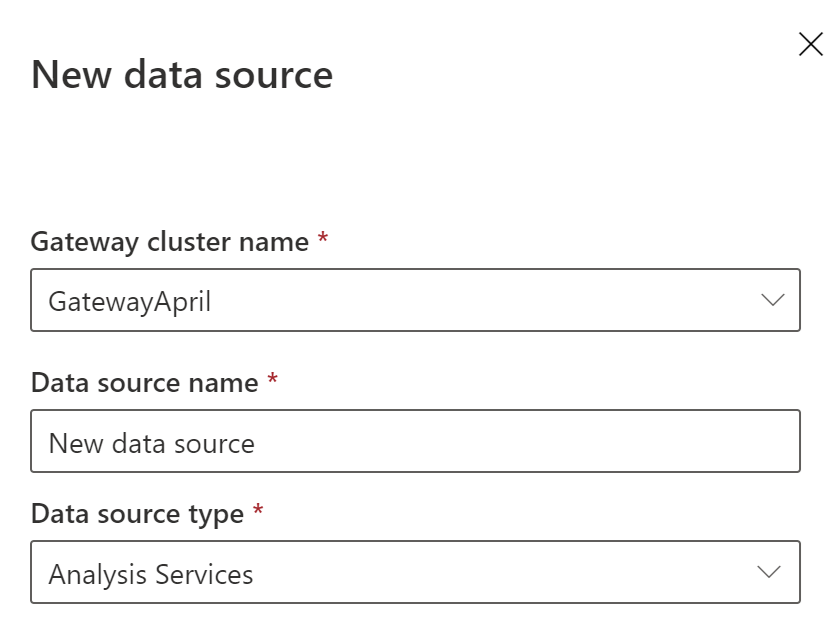 New data source
Gateway cluster name *
GatewayApril
Data source name *
New data source
Data source type *
Analysis Services